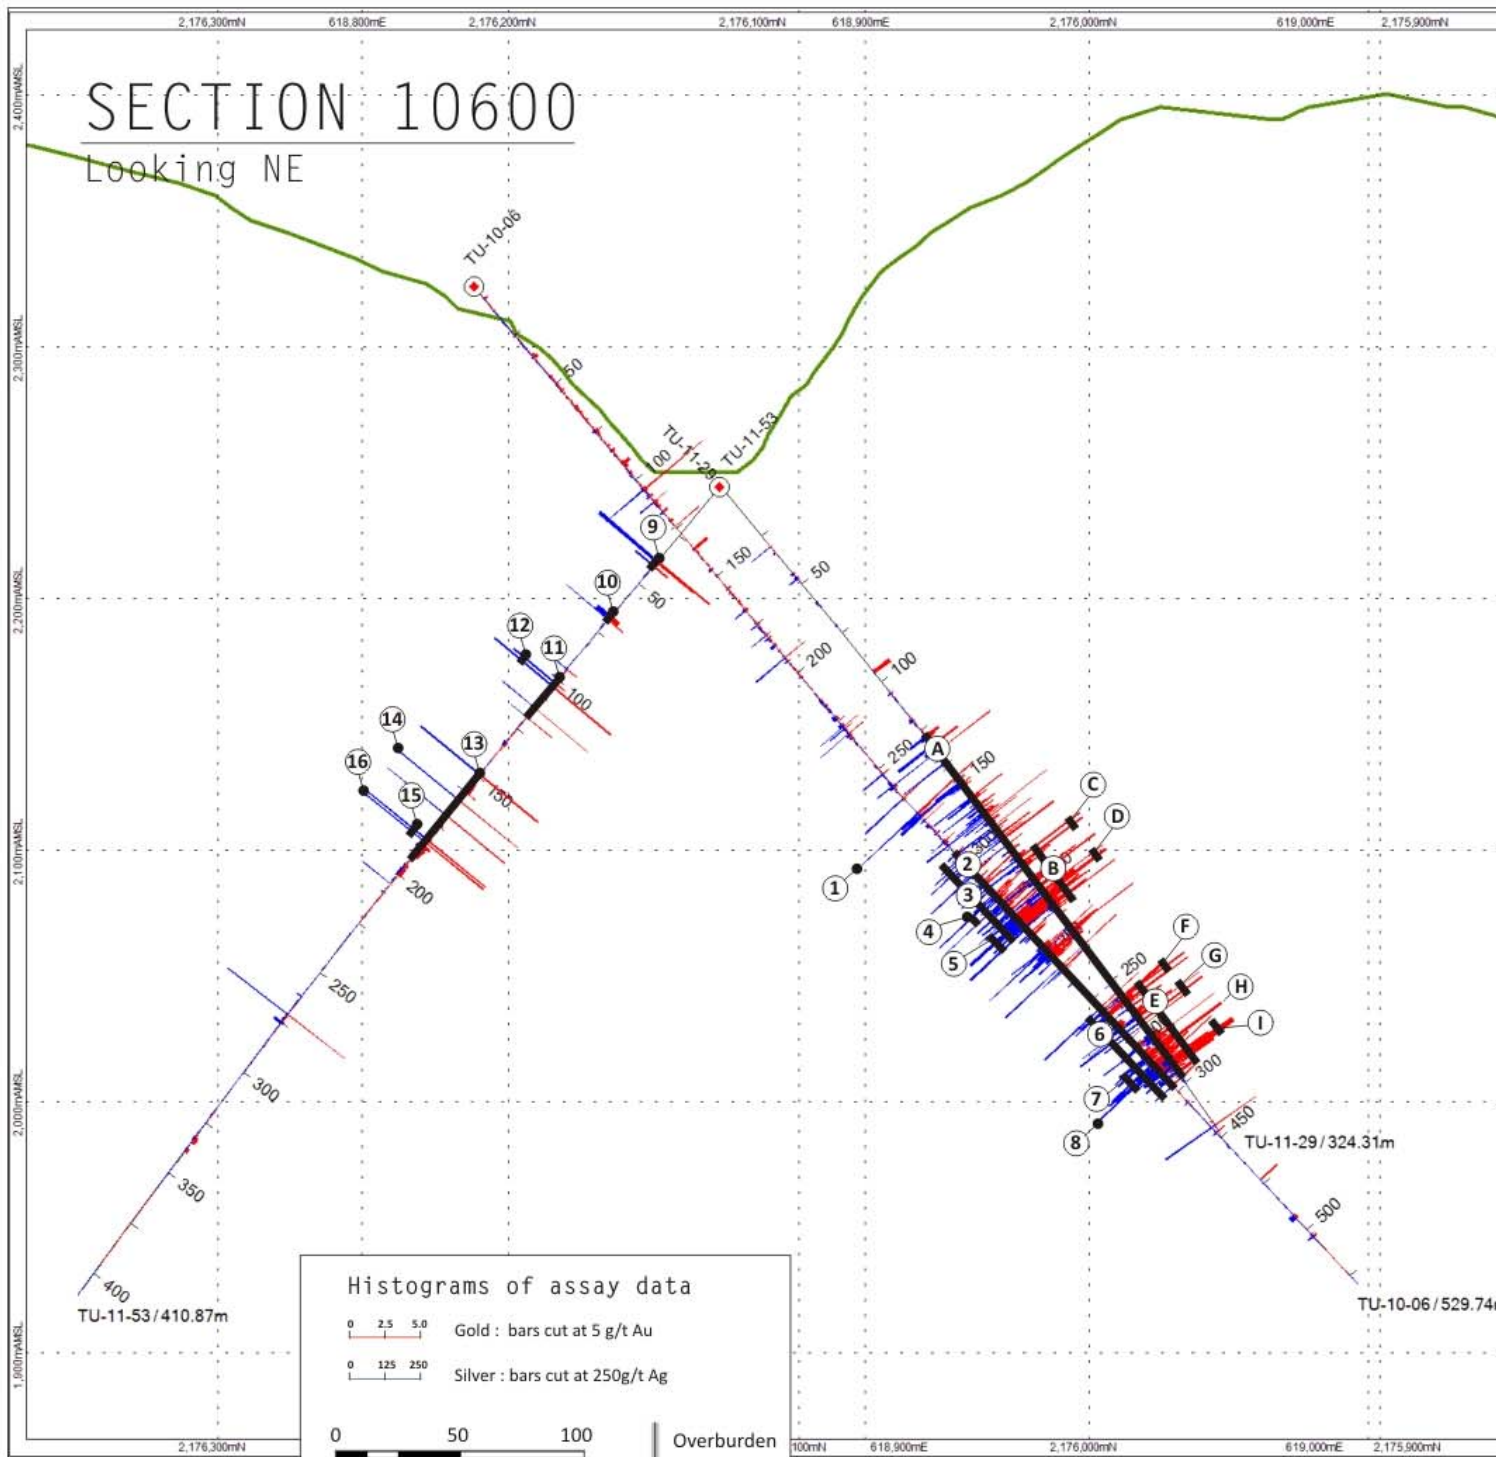 2,176,300mN 618,800mE 2,176,200mN 2,176,100mN 618,900mE 2,176,000mN 619,000mE 2,175,900mN
2,400mAMSL
SECTION 10600
Looking NE
TU-10-06
2,300mAMSL
50
TU-11-29
TU-11-53
100
9
150
50
50
2,200mAMSL
10
12
11
200
100
100
14
13
250
A
150
16
15
150
C
D
2,100mAMSL
300
1
2
B
200
3
4
5
250
F
G
250
E
H
I
6
300
7
2,000mAMSL
300
8
450
TU-11-29 / 324.31m
350
500
400
TU-11-53 / 410.87m
TU-10-06 / 529.74
1,900mAMSL
Histograms of assay data
0 2.5 5.0
Gold : bars cut at 5 g/t Au
0 125 250
Silver : bars cut at 250g/t Ag
0 50 100
Overburden
2,176,300mN 100mN 618,900mE 2,176,000mN 619,000mE 2,175,900mN